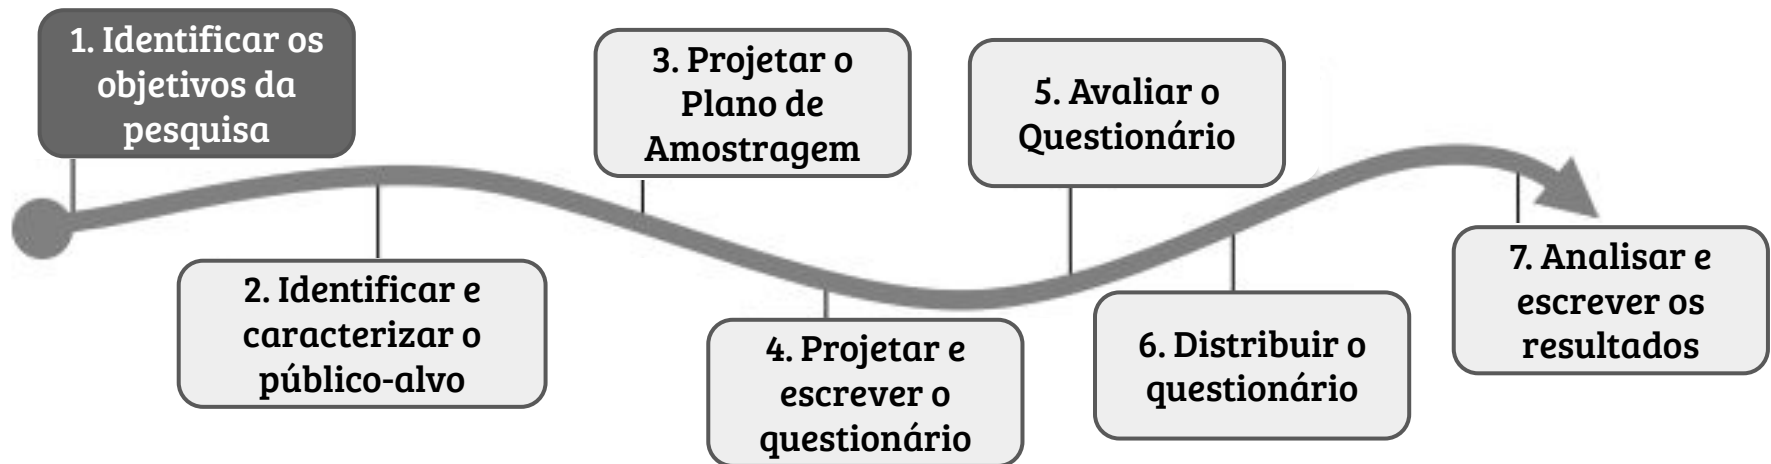 1. Identificar os
objetivos da
pesquisa
2. Identificar e
caracterizar o
público-alvo
3. Projetar o
Plano de
Amostragem
4. Projetar e
escrever o
questionário
5. Avaliar o
Questionário
6. Distribuir o
questionário
7. Analisar e
escrever os
resultados